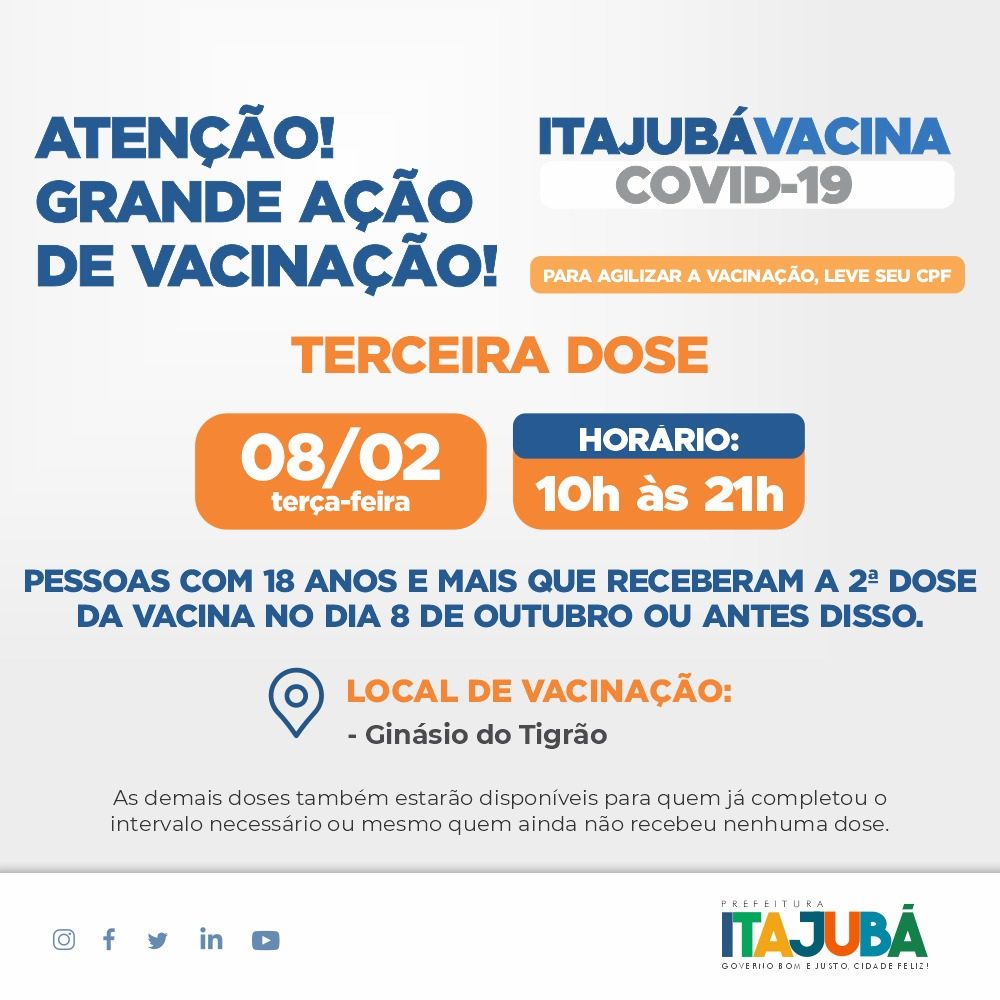 ATENÇÃO!
GRANDE AÇÃO
DE VACINAÇÃO!
ITAJUBÁVACINA
COVID-19
PARA AGILIZAR A VACINAÇÃO, LEVE SEU CPF
TERCEIRA DOSE
08/02
terça-feira
HORÁRIO:
10h às 21h
PESSOAS COM 18 ANOS E MAIS QUE RECEBERAM A 2ª DOSE
DA VACINA NO DIA 8 DE OUTUBRO OU ANTES DISSO.
LOCAL DE VACINAÇÃO:
- Ginásio do Tigrão
As demais doses também estarão disponíveis para quem já completou o
intervalo necessário ou mesmo quem ainda não recebeu nenhuma dose.
PREFEITURA
ITAJUBÁ
GOVERNO BOM E JUSTO, CIDADE FELIZ!